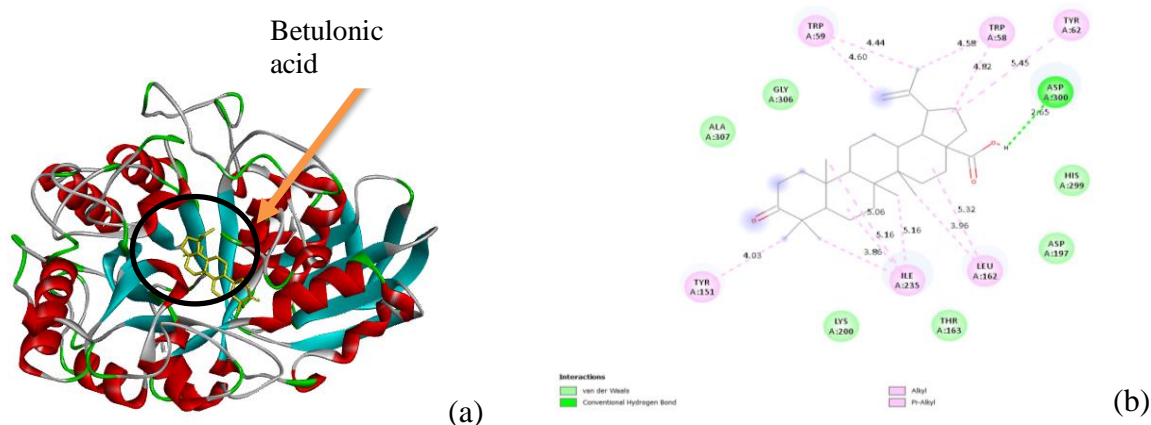 Betulonic
acid
(a)
TRP
A:59
TRP
A:58
TYR
A:62
4.44
4.58
4.60
4.82
5.45
GLY
A:306
ASP
A:300
2.65
ALA
A:307
HIS
A:299
O
H
O
O
5.06
5.32
5.16
5.16
3.96
3.86
ASP
A:197
4.03
LEU
A:162
TYR
A:151
ILE
A:235
LYS
A:200
THR
A:163
Interactions
van der Waals
Conventional Hydrogen Bond
Alkyl
Pi-Alkyl
(b)